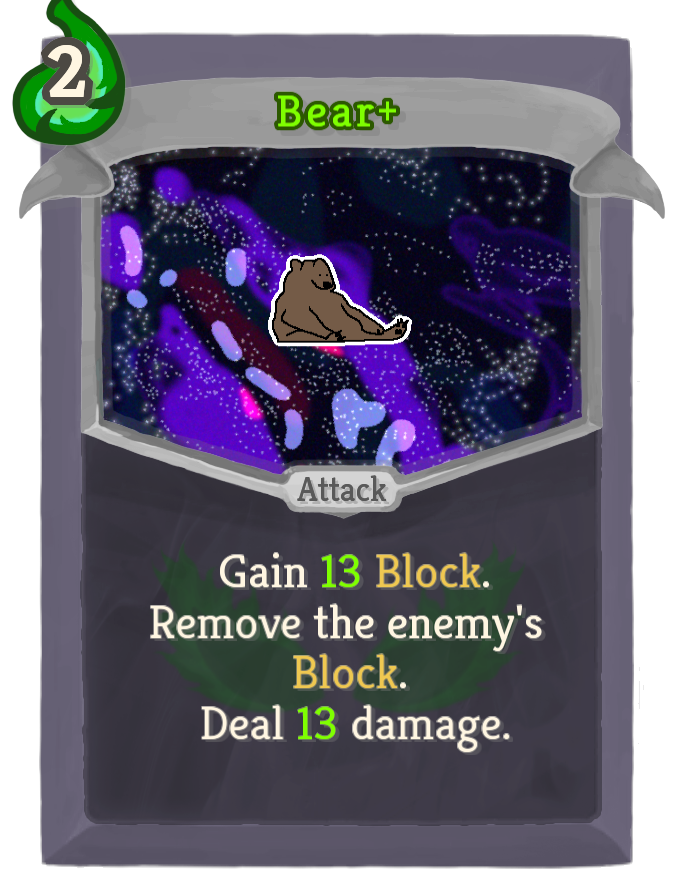 2
Bear+
Attack
Gain 13 Block.
Remove the enemy's
Block.
Deal 13 damage.